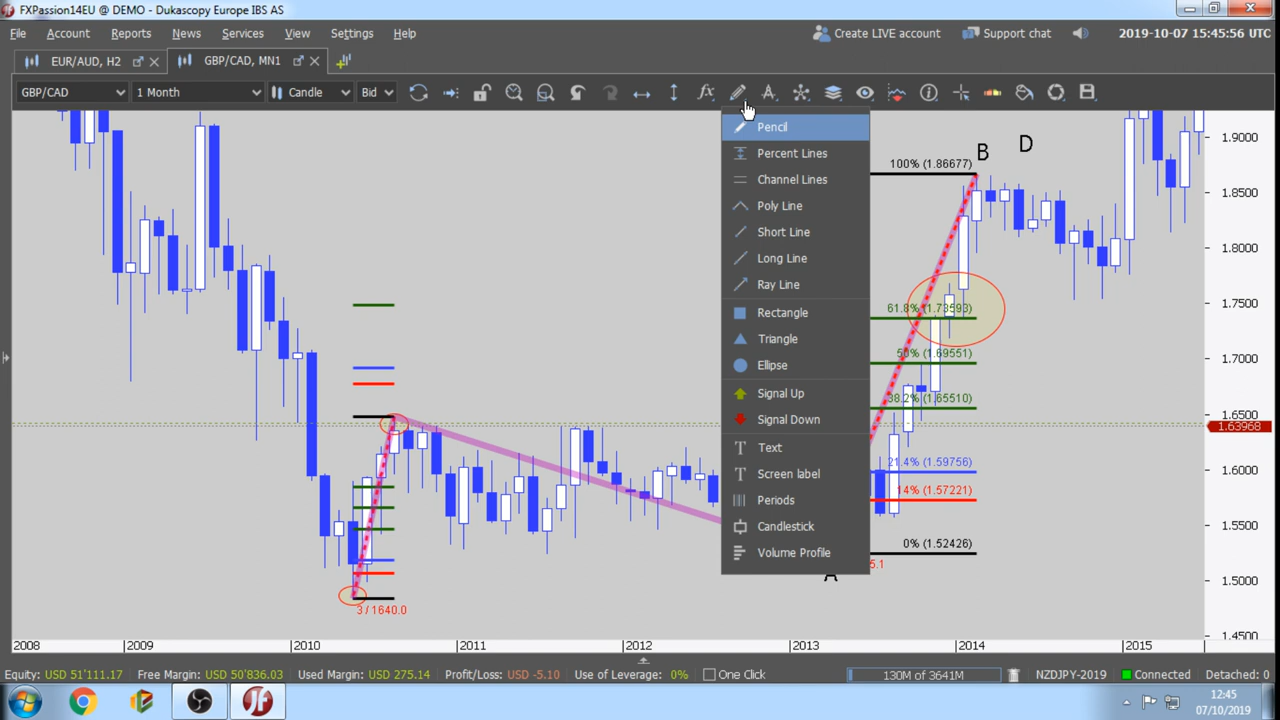 FXPassion14EU @ DEMO - Dukascopy Europe IBS AS
File Account Reports News Services View Settings Help
Create LIVE account Support chat 2019-10-07 15:45:56 UTC
EUR/AUD, H2 GBP/CAD, MN1
GBP/CAD 1 Month Candle Bid
Pencil
Percent Lines
Channel Lines
Poly Line
Short Line
Long Line
Ray Line
Rectangle
Triangle
Ellipse
Signal Up
Signal Down
Text
Screen label
Periods
Candlestick
Volume Profile
B
D
100% (1.86677)
61.8% (1.73593)
50% (1.69551)
38.2% (1.65510)
21.4% (1.59756)
14% (1.57221)
0% (1.52426)
5.1
A
3 / 1640.0
1.9000
1.8500
1.8000
1.7500
1.7000
1.6500
1.63968
1.6000
1.5500
1.5000
1.4500
2008 2009 2010 2011 2012 2013 2014 2015
Equity: USD 51'111.17 Free Margin: USD 50'836.03 Used Margin: USD 275.14 Profit/Loss: USD -5.10 Use of Leverage: 0% One Click 130M of 3641M NZDJPY-2019 Connected Detached: 0
12:45
07/10/2019